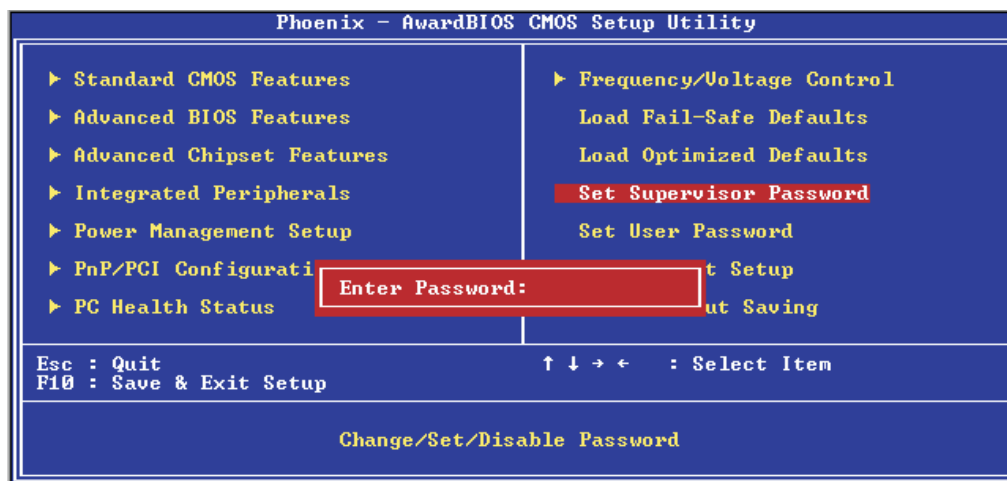 Phoenix - AwardBIOS CMOS Setup Utility
Standard CMOS Features
Advanced BIOS Features
Advanced Chipset Features
Integrated Peripherals
Power Management Setup
PnP/PCI Configurati
PC Health Status
Frequency/Voltage Control
Load Fail-Safe Defaults
Load Optimized Defaults
Set Supervisor Password
Set User Password
t Setup
ut Saving
Enter Password:
Esc : Quit
F10 : Save & Exit Setup
↑ ↓ → ← : Select Item
Change/Set/Disable Password